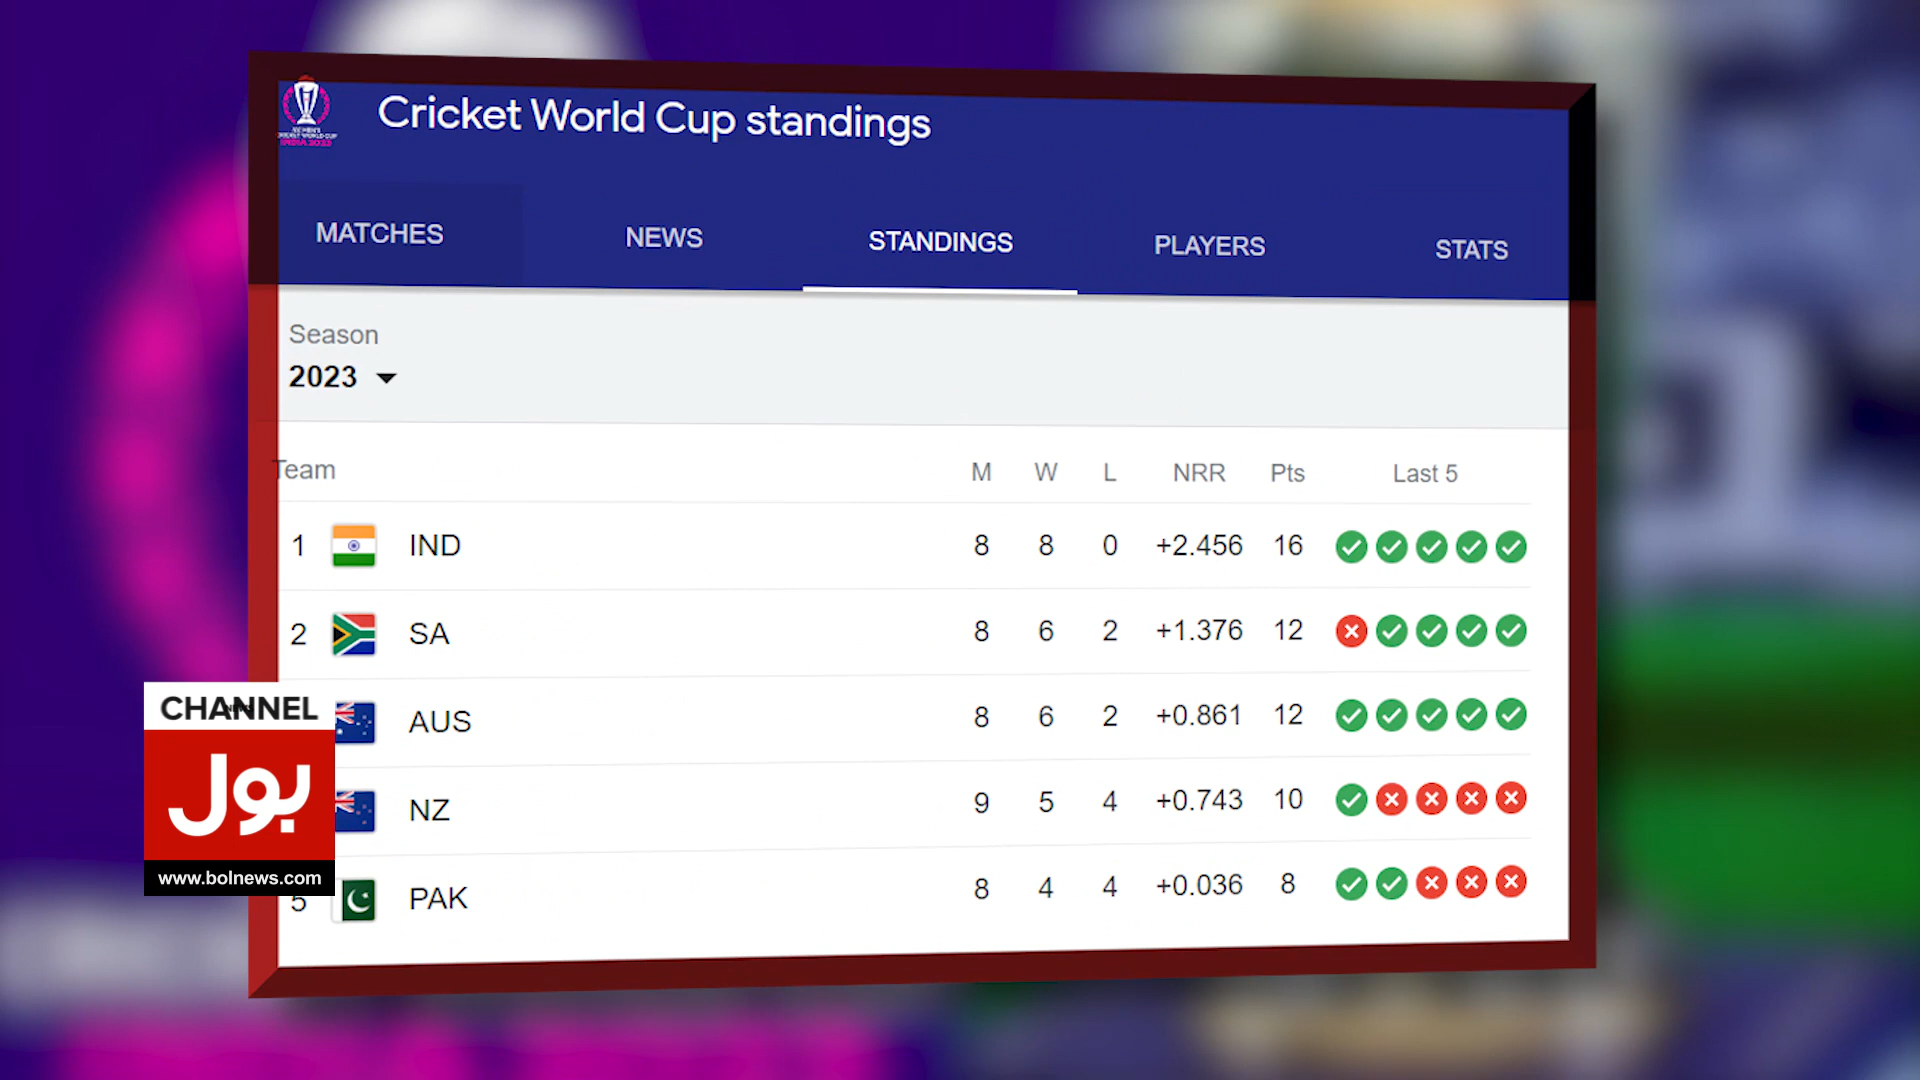 Cricket World Cup standings
INDIA 2023
MATCHES NEWS STANDINGS PLAYERS STATS
Season
2023
Team M W L NRR Pts Last 5
1 IND 8 8 0 +2.456 16
2 SA 8 6 2 +1.376 12
AUS 8 6 2 +0.861 12
NZ 9 5 4 +0.743 10
5 PAK 8 4 4 +0.036 8
CHANNEL
بول
www.bolnews.com